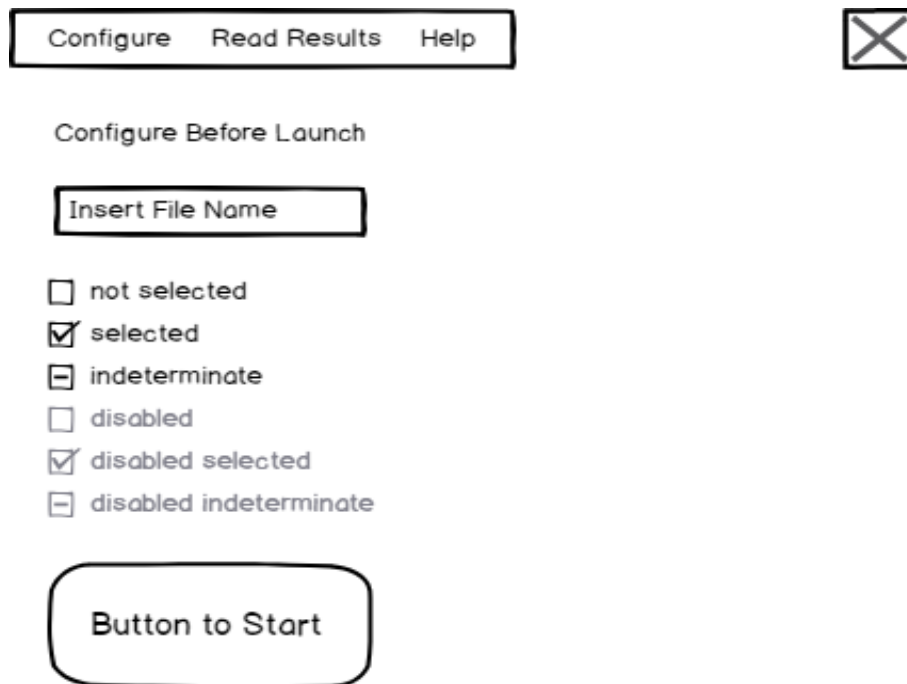 Configure Read Results Help
Configure Before Launch
Insert File Name
not selected
selected
indeterminate
disabled
disabled selected
disabled indeterminate
Button to Start